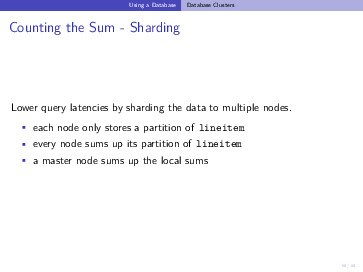 Using a Database Database Clusters
Counting the Sum - Sharding
Lower query latencies by sharding the data to multiple nodes.
each node only stores a partition of lineitem
every node sums up its partition of lineitem
a master node sums up the local sums